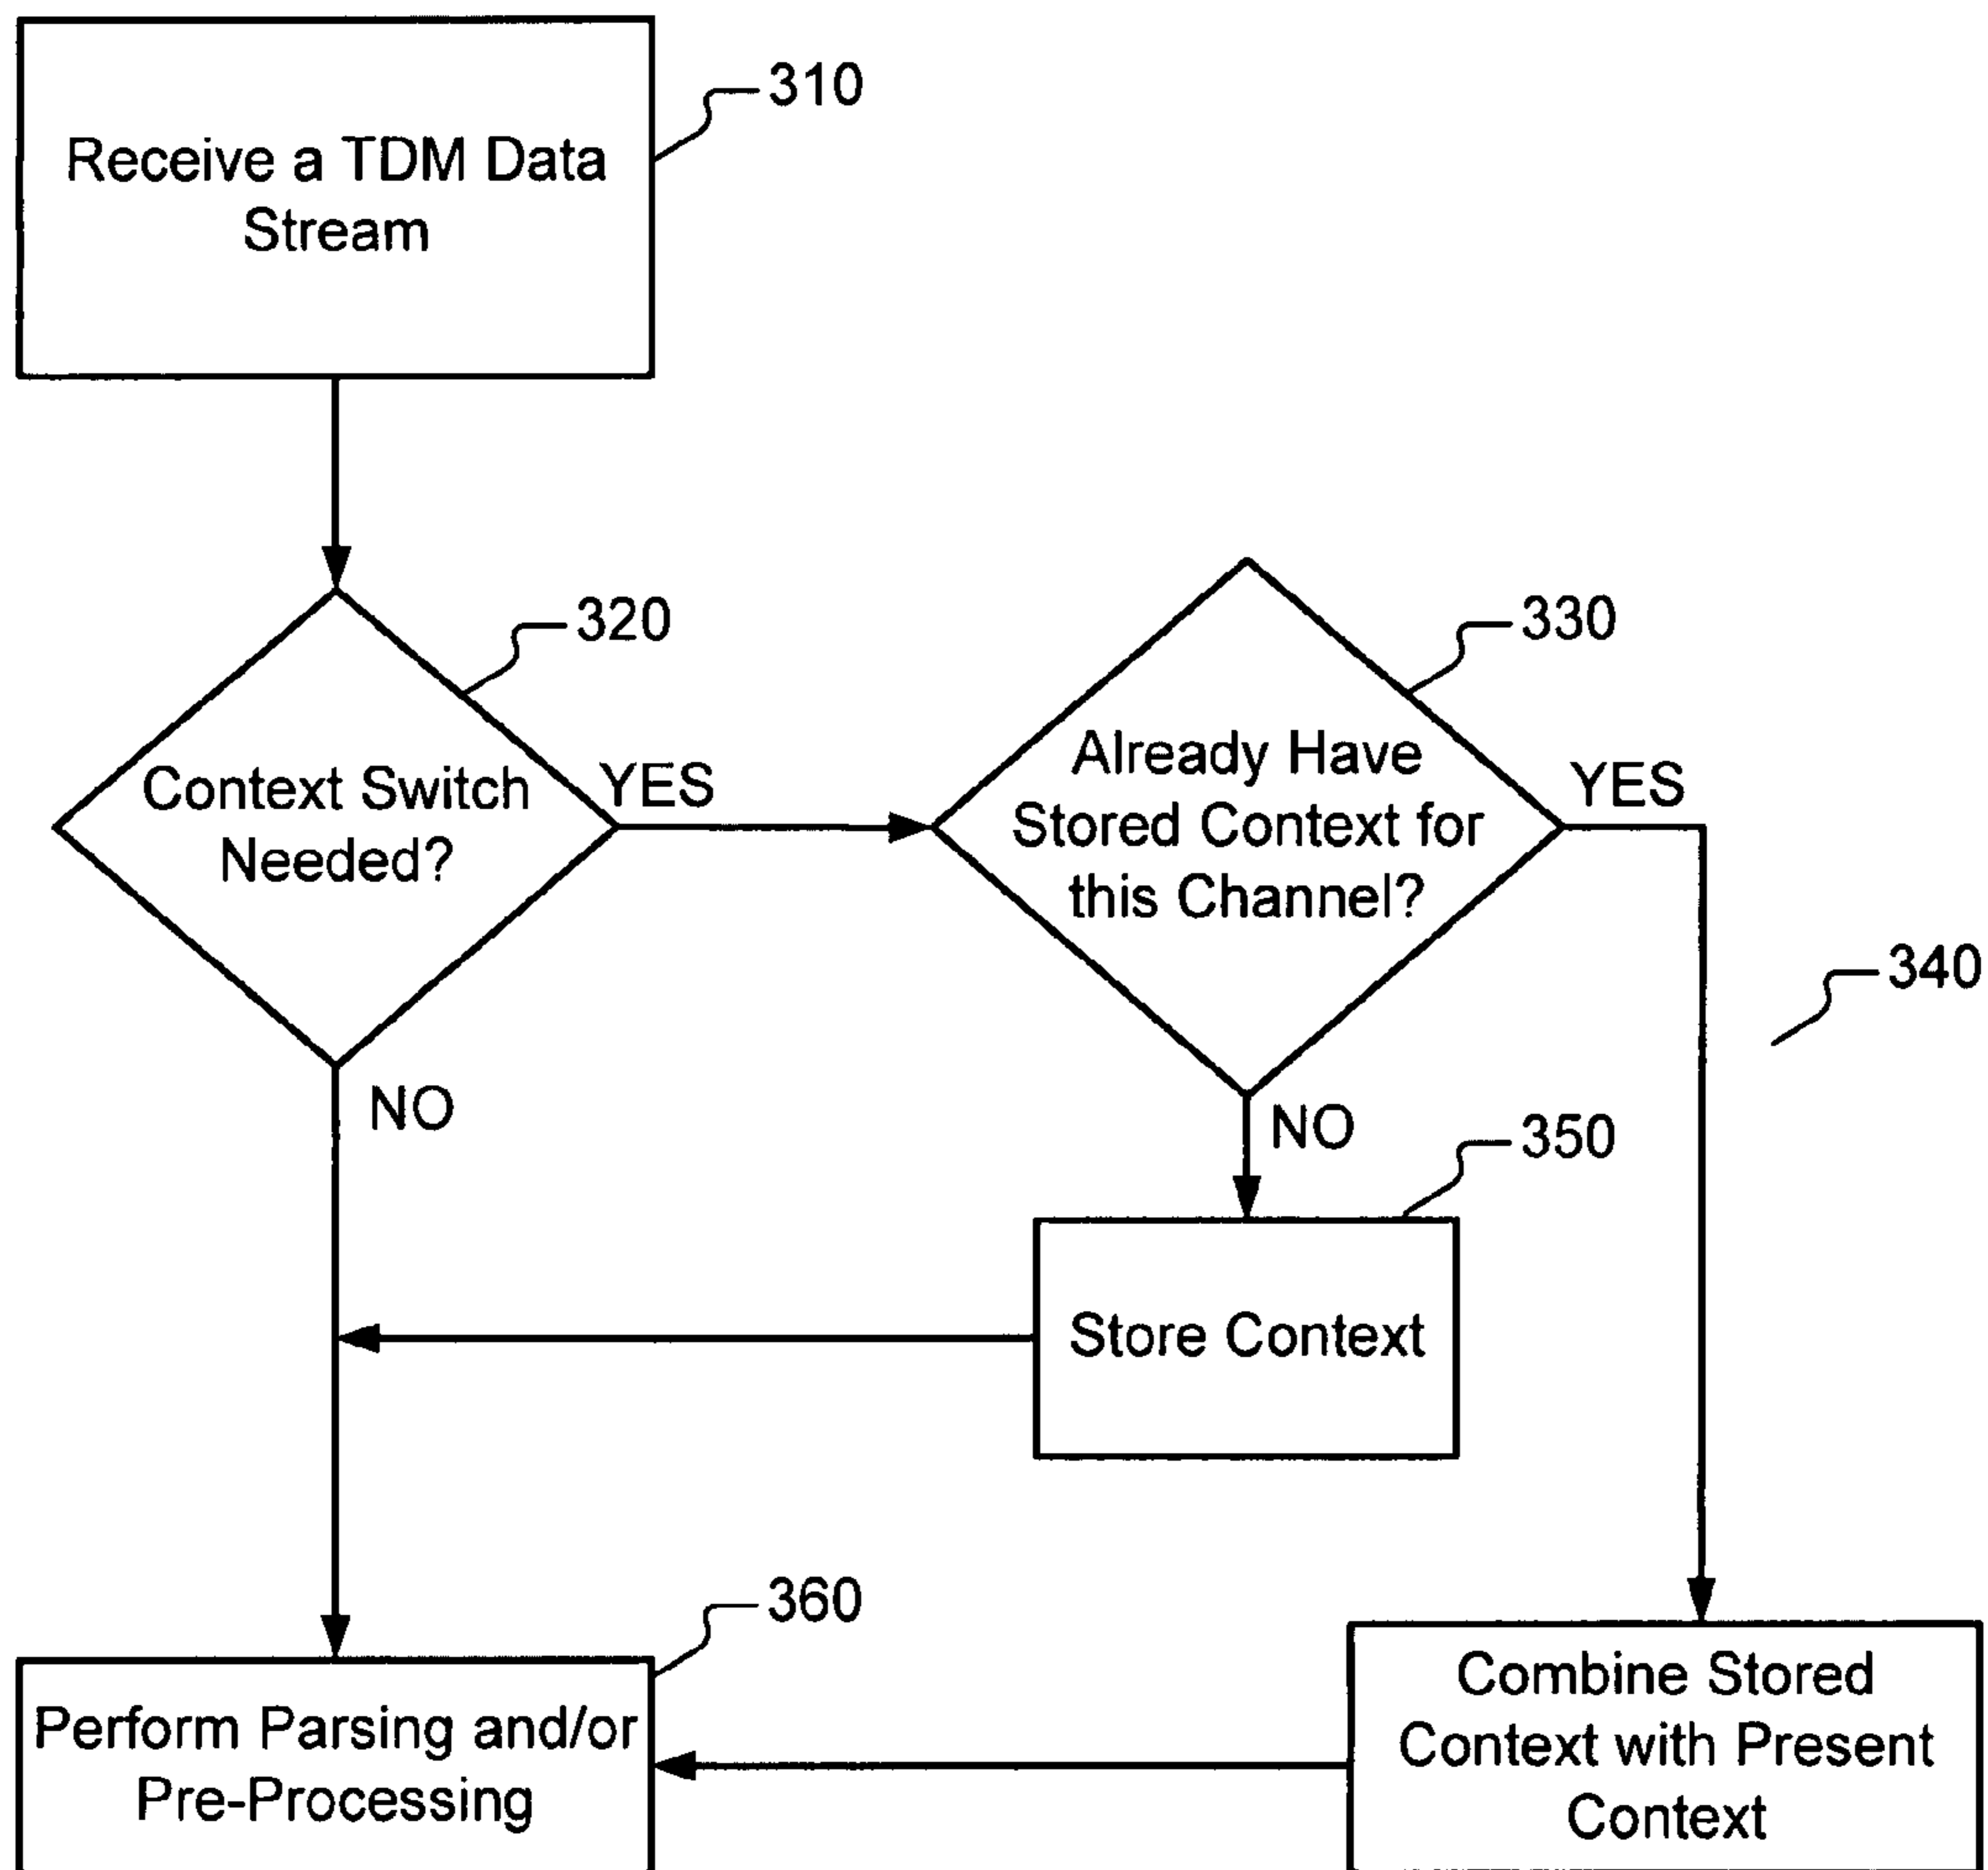 310
Receive a TDM Data
Stream
320
330
Context Switch
Needed?
YES
Already Have
Stored Context for
this Channel?
YES
340
NO
NO
350
Store Context
360
Perform Parsing and/or
Pre-Processing
Combine Stored
Context with Present
Context